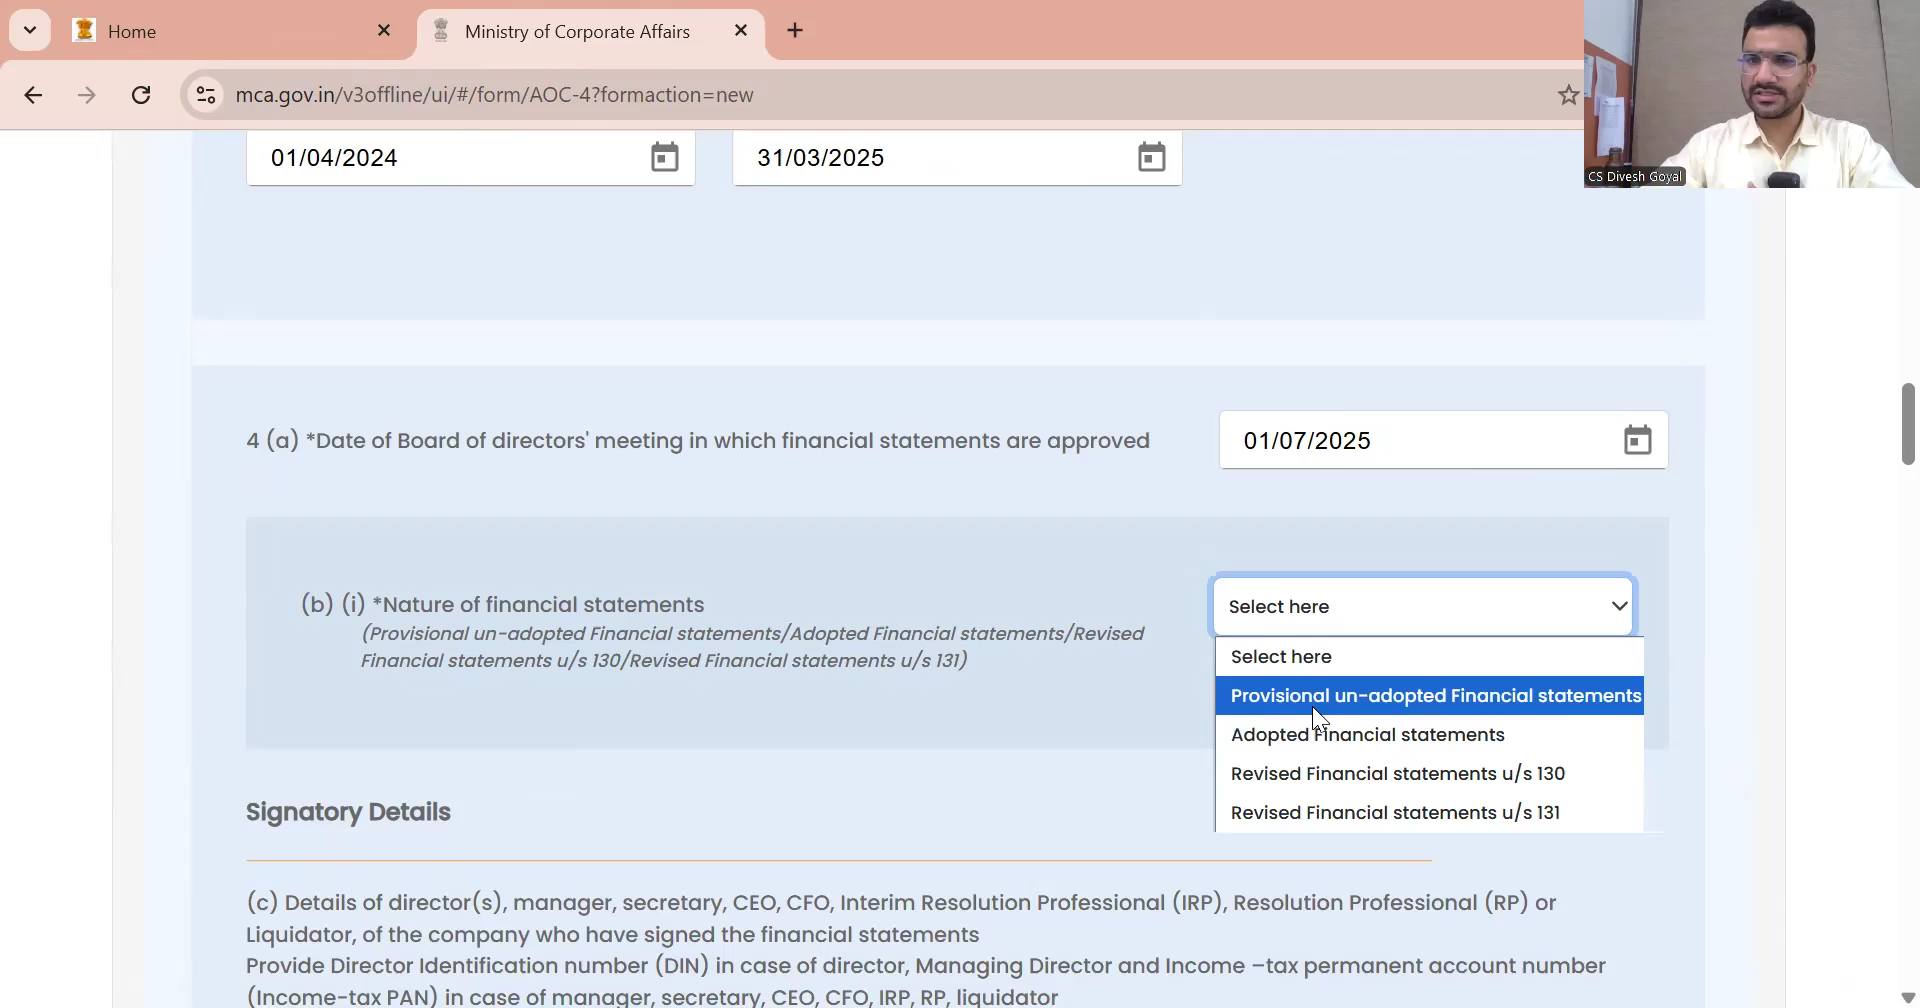 Home
Ministry of Corporate Affairs
mca.gov.in/v3offline/ui/#/form/AOC-4?formaction=new
CS Divesh Goyal
01/04/2024
31/03/2025
4 (a) *Date of Board of directors' meeting in which financial statements are approved
01/07/2025
(b) (i) *Nature of financial statements
(Provisional un-adopted Financial statements/Adopted Financial statements/Revised
Financial statements u/s 130/Revised Financial statements u/s 131)
Select here
Select here
Provisional un-adopted Financial statements
Adopted Financial statements
Revised Financial statements u/s 130
Revised Financial statements u/s 131
Signatory Details
(c) Details of director(s), manager, secretary, CEO, CFO, Interim Resolution Professional (IRP), Resolution Professional (RP) or
Liquidator, of the company who have signed the financial statements
Provide Director Identification number (DIN) in case of director, Managing Director and Income –tax permanent account number
(Income-tax PAN) in case of manager, secretary, CEO, CFO, IRP, RP, liquidator